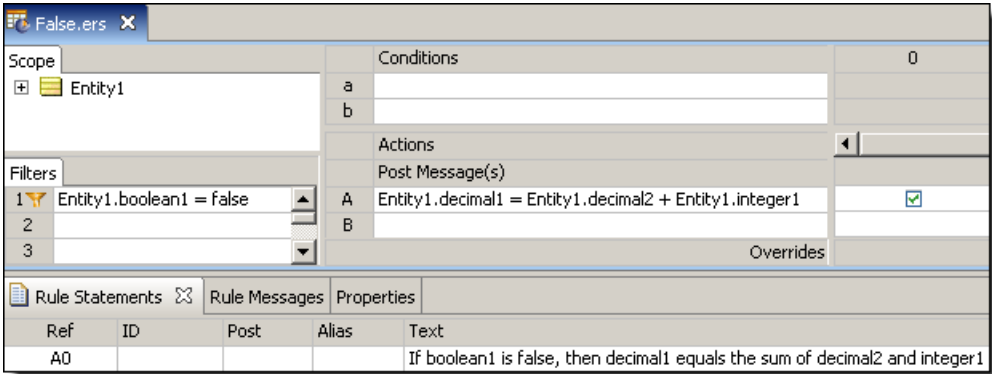 False.ers
Scope
Entity1
Conditions
0
a
b
Actions
Post Message(s)
Filters
1 Entity1.boolean1 = false
2
3
A Entity1.decimal1 = Entity1.decimal2 + Entity1.integer1
B
Overrides
Rule Statements Rule Messages Properties
Ref ID Post Alias Text
A0 If boolean1 is false, then decimal1 equals the sum of decimal2 and integer1